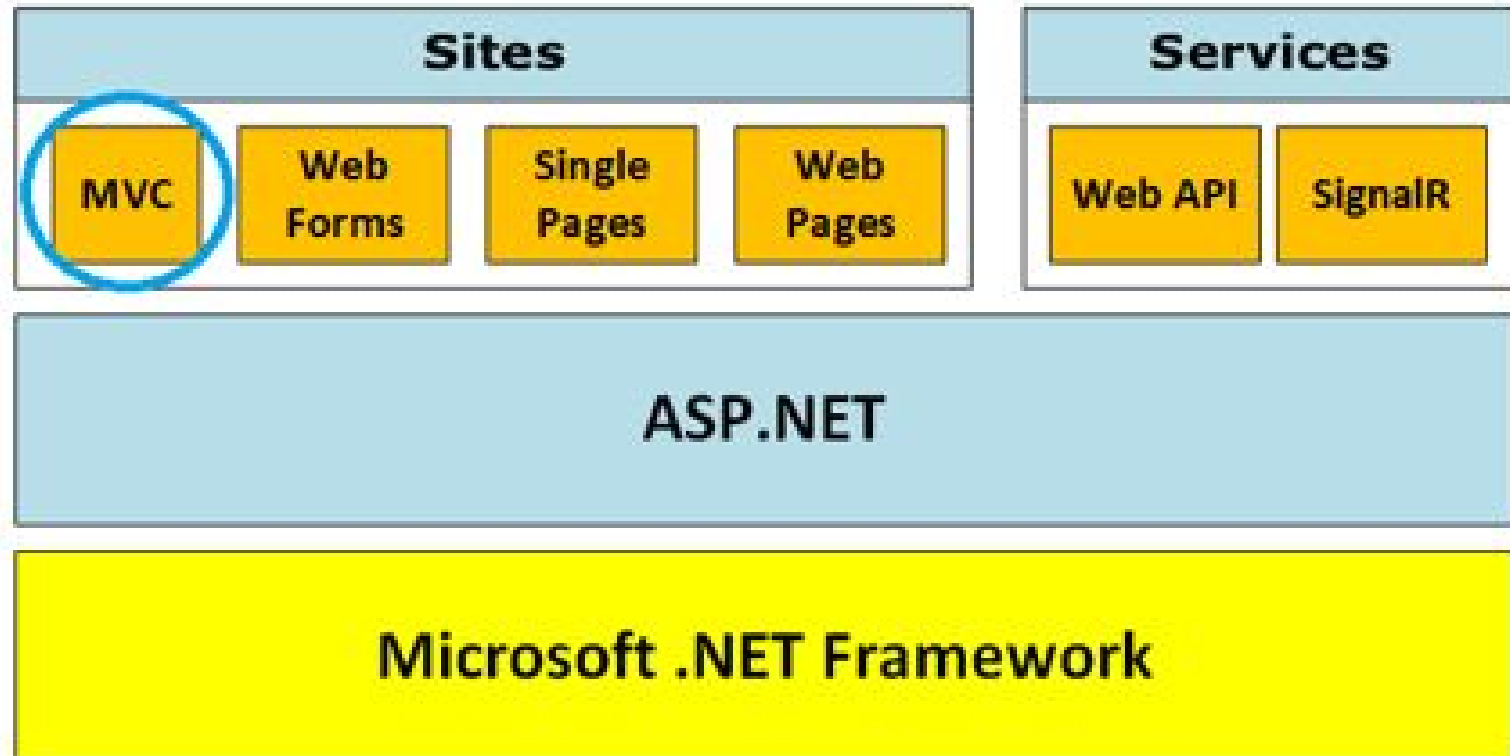 Sites
Services
MVC
Web
Forms
Single
Pages
Web
Pages
Web API
SignalR
ASP.NET
Microsoft .NET Framework